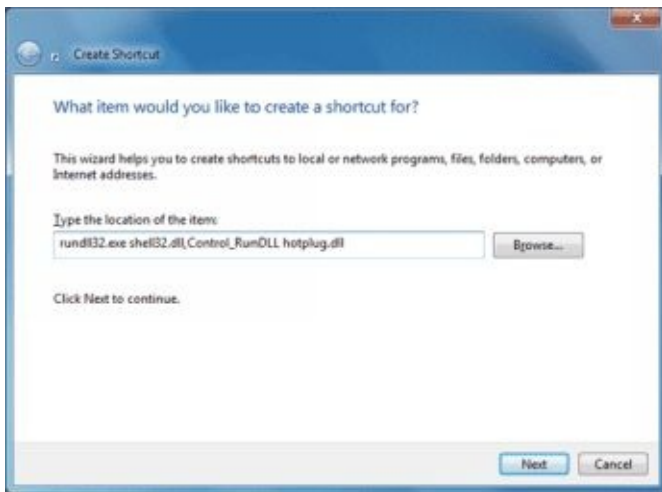 Create Shortcut
What item would you like to create a shortcut for?
This wizard helps you to create shortcuts to local or network programs, files, folders, computers, or
Internet addresses.
Type the location of the item:
rundll32.exe shell32.dll,Control_RunDLL hotplug.dll
Browse...
Click Next to continue.
Next Cancel